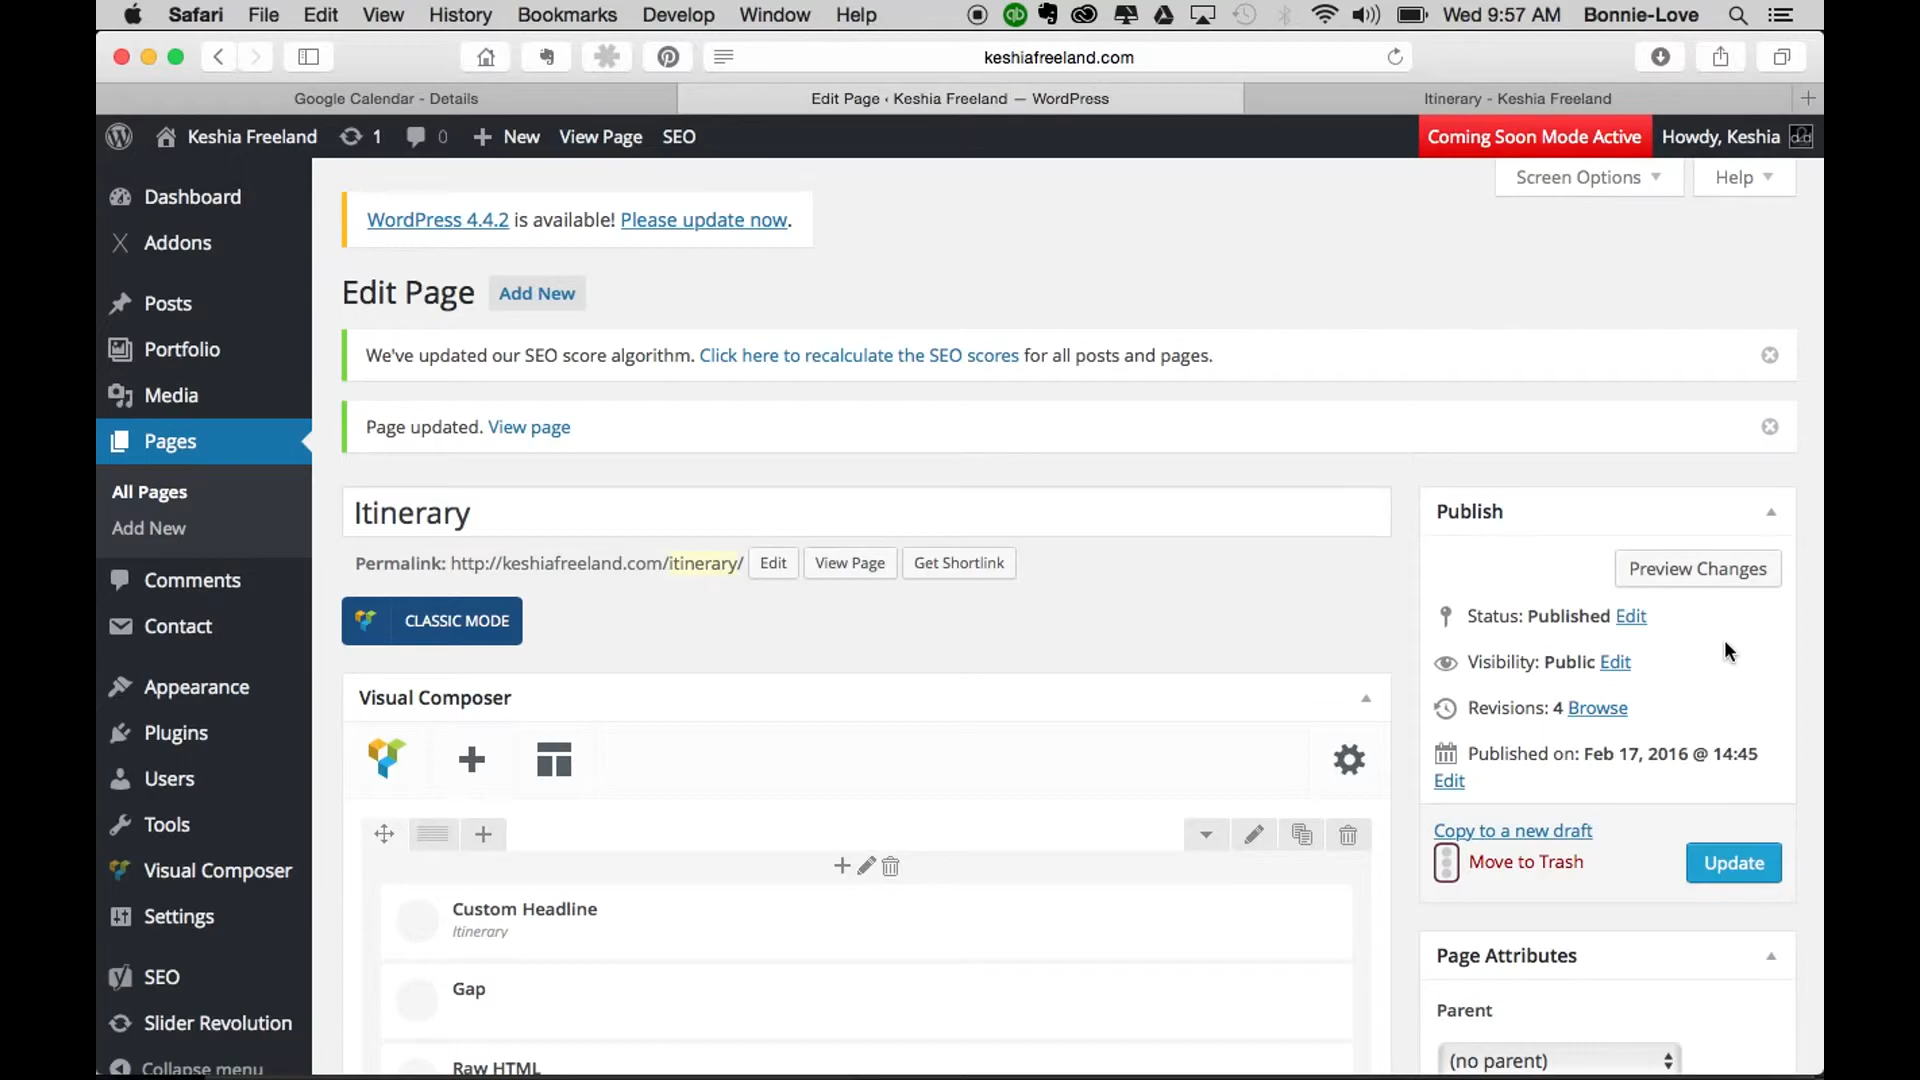 Safari File Edit View History Bookmarks Develop Window Help Wed 9:57 AM Bonnie-Love
keshiafreeland.com
Google Calendar - Details Edit Page ‹ Keshia Freeland — WordPress Itinerary - Keshia Freeland
Keshia Freeland 1 0 New View Page SEO Coming Soon Mode Active Howdy, Keshia
Screen Options Help
Dashboard
Addons
Posts
Portfolio
Media
Pages
All Pages
Add New
Comments
Contact
Appearance
Plugins
Users
Tools
Visual Composer
Settings
SEO
Slider Revolution
Collapse menu
WordPress 4.4.2 is available! Please update now.
Edit Page Add New
We've updated our SEO score algorithm. Click here to recalculate the SEO scores for all posts and pages.
Page updated. View page
Itinerary
Permalink: http://keshiafreeland.com/itinerary/ Edit View Page Get Shortlink
CLASSIC MODE
Visual Composer
Custom Headline
Itinerary
Gap
Raw HTML
Publish
Preview Changes
Status: Published Edit
Visibility: Public Edit
Revisions: 4 Browse
Published on: Feb 17, 2016 @ 14:45
Edit
Copy to a new draft
Move to Trash Update
Page Attributes
Parent
(no parent)